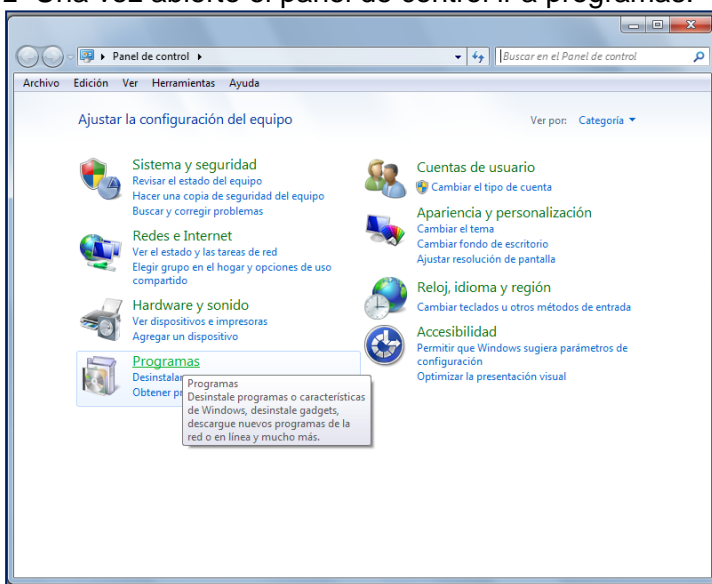 2 Una vez abierto el panel de control ir a programas.
Panel de control
Buscar en el Panel de control
Archivo Edición Ver Herramientas Ayuda
Ajustar la configuración del equipo
Ver por: Categoría
Sistema y seguridad
Revisar el estado del equipo
Hacer una copia de seguridad del equipo
Buscar y corregir problemas
Redes e Internet
Ver el estado y las tareas de red
Elegir grupo en el hogar y opciones de uso
compartido
Hardware y sonido
Ver dispositivos e impresoras
Agregar un dispositivo
Programas
Desinstalar
Obtener
Programas
Desinstale programas o características
de Windows, desinstale gadgets,
descargue nuevos programas de la
red o en línea y mucho más.
Cuentas de usuario
Cambiar el tipo de cuenta
Apariencia y personalización
Cambiar el tema
Cambiar fondo de escritorio
Ajustar resolución de pantalla
Reloj, idioma y región
Cambiar teclados u otros métodos de entrada
Accesibilidad
Permitir que Windows sugiera parámetros de
configuración
Optimizar la presentación visual